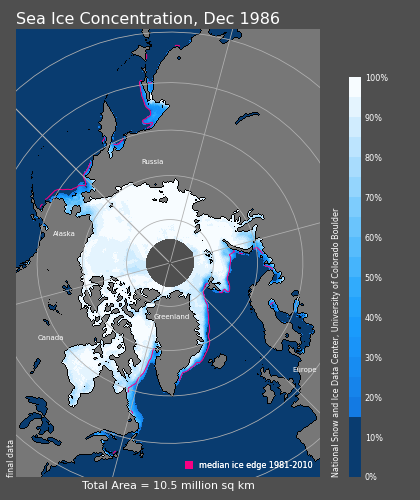 Sea Ice Concentration, Dec 1986
100%
90%
80%
70%
60%
50%
40%
30%
20%
10%
0%
Russia
Alaska
Canada
Greenland
Europe
National Snow and Ice Data Center, University of Colorado Boulder
final data
median ice edge 1981-2010
Total Area = 10.5 million sq km